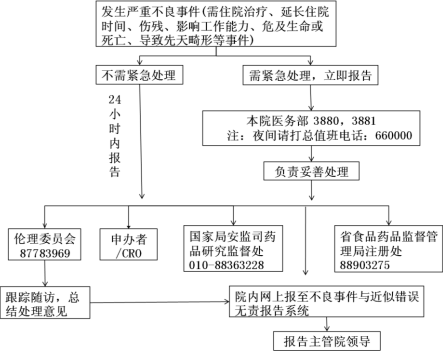 发生严重不良事件(需住院治疗、延长住院
时间、伤残、影响工作能力、危及生命或
死亡、导致先天畸形等事件)
不需紧急处理
需紧急处理，立即报告
24
小
时
内
报
告
本院医务部 3880, 3881
注：夜间请打总值班电话：660000
负责妥善处理
伦理委员会
87783969
申办者
/CRO
国家局安监司药
品研究监督处
010-88363228
省食品药品监督管
理局注册处
88903275
跟踪随访，总
结处理意见
院内网上报至不良事件与近似错误
无责报告系统
报告主管院领导